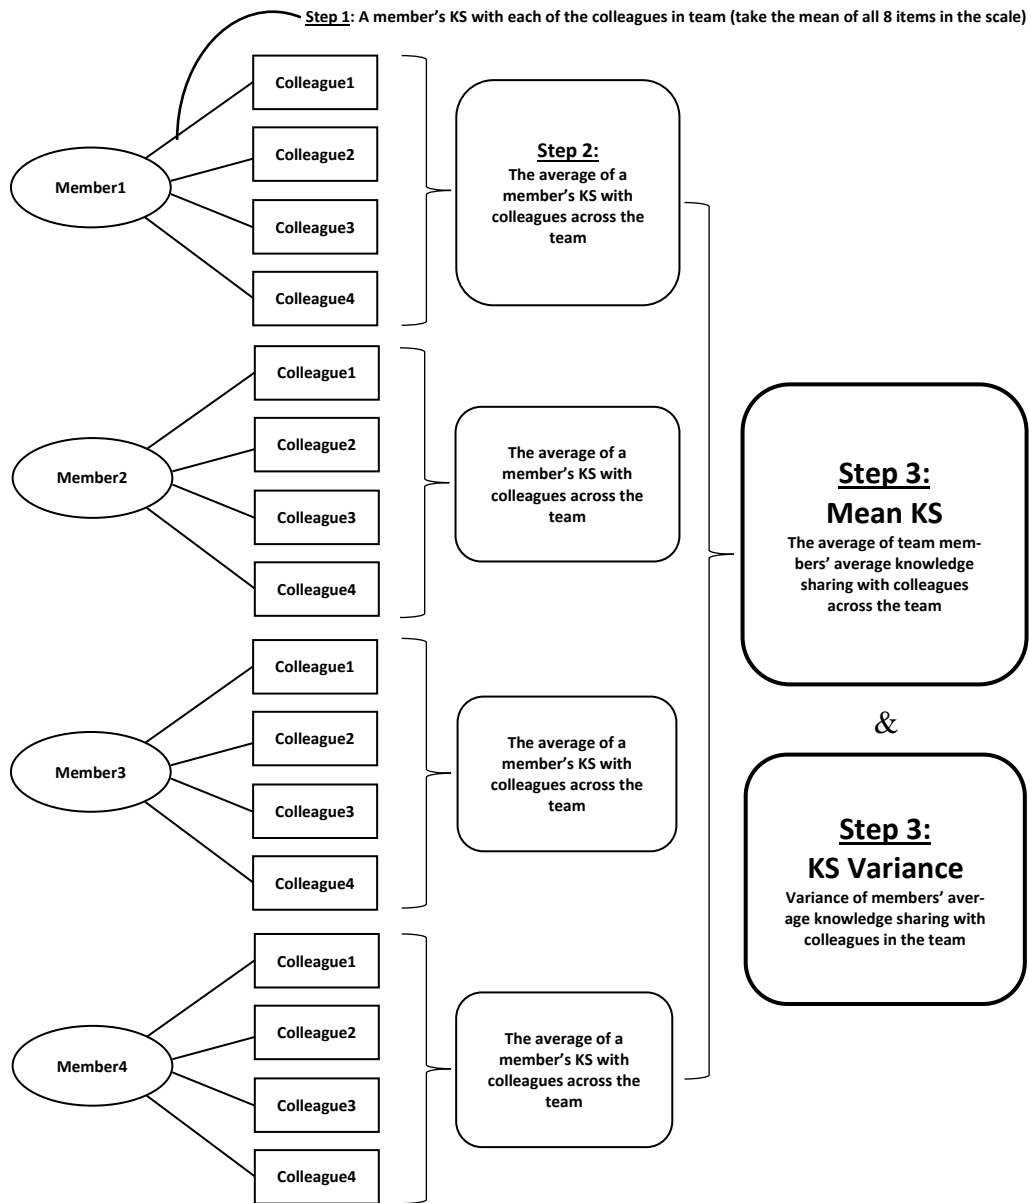 Step 1: A member's KS with each of the colleagues in team (take the mean of all 8 items in the scale)
Member1
Colleague1
Colleague2
Colleague3
Colleague4
Step 2:
The average of a
member's KS with
colleagues across the
team
Member2
Colleague1
Colleague2
Colleague3
Colleague4
The average of a
member's KS with
colleagues across the
team
Member3
Colleague1
Colleague2
Colleague3
Colleague4
The average of a
member's KS with
colleagues across the
team
Member4
Colleague1
Colleague2
Colleague3
Colleague4
The average of a
member's KS with
colleagues across the
team
Step 3:
Mean KS
The average of team mem-
bers' average knowledge
sharing with colleagues
across the team
&
Step 3:
KS Variance
Variance of members' aver-
age knowledge sharing with
colleagues in the team